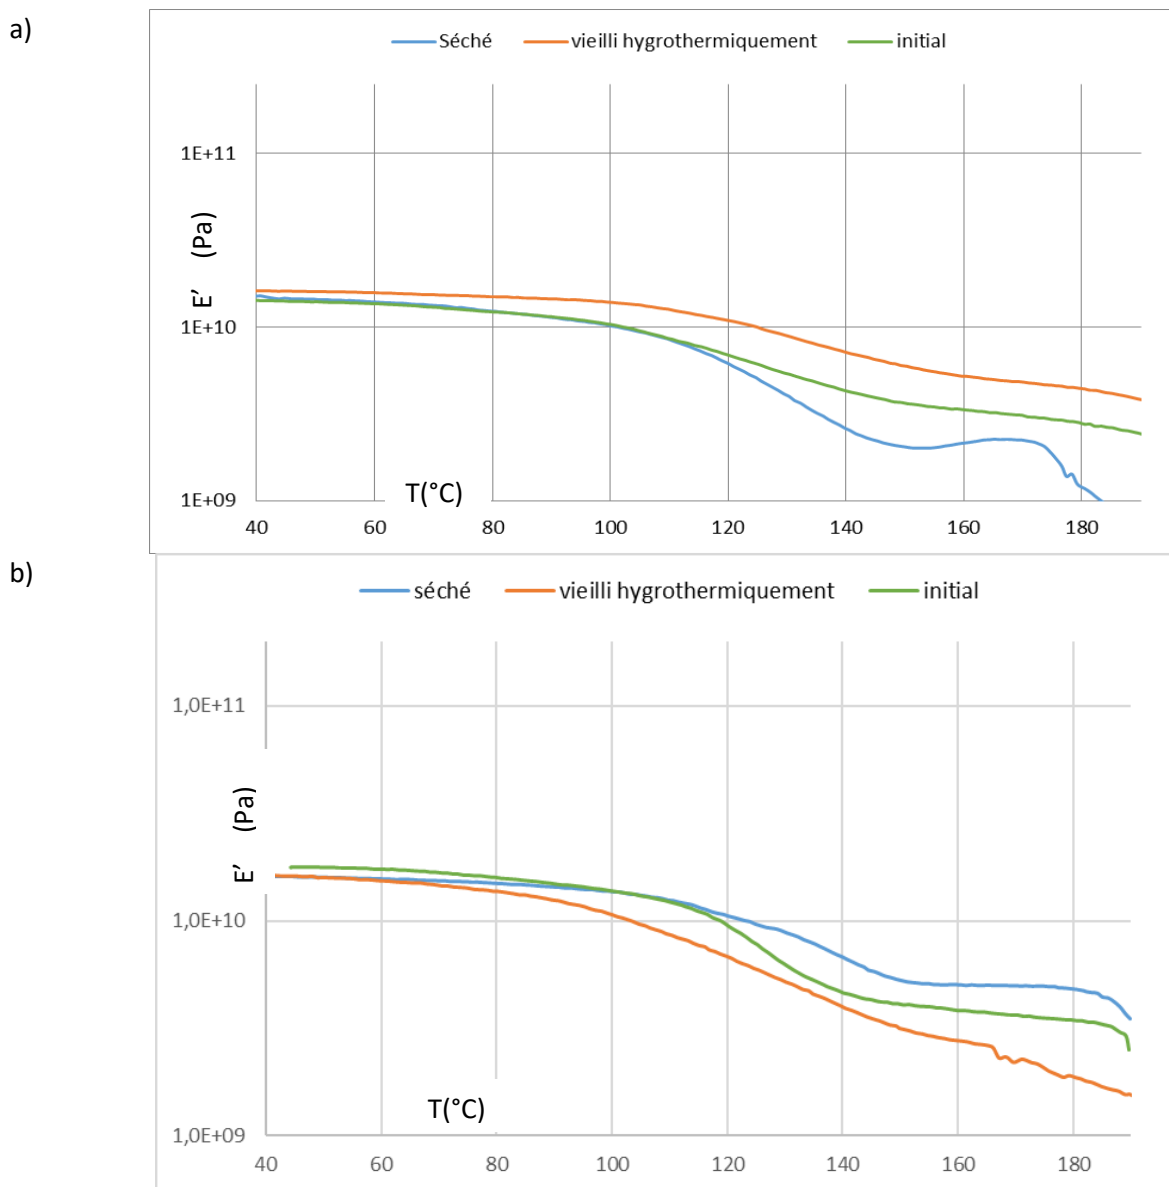 a)
Séché vieilli hygrothermiquement initial
1E+11
(Pa)
E’
1E+10
T(°C)
1E+09
40 60 80 100 120 140 160 180
b)
séché vieilli hygrothermiquement initial
1,0E+11
(Pa)
E’
1,0E+10
T(°C)
1,0E+09
40 60 80 100 120 140 160 180